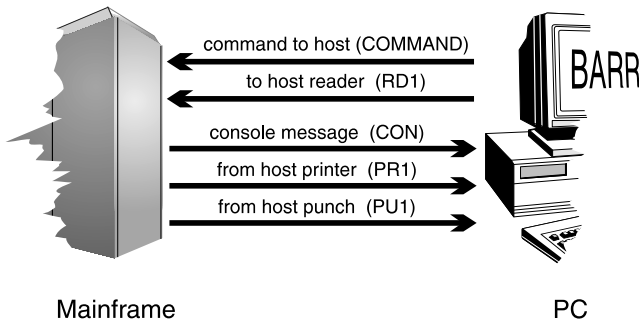 command to host (COMMAND)
to host reader (RD1)
BARR
console message (CON)
from host printer (PR1)
from host punch (PU1)
Mainframe
PC